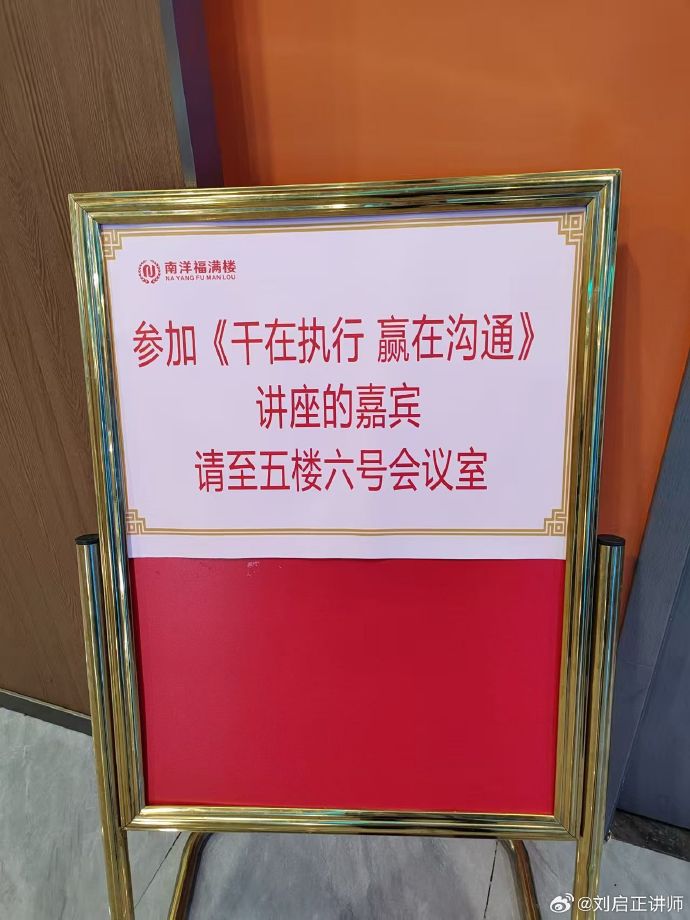 南洋福满楼
NA YANG FU MAN LOU
参加《干在执行 赢在沟通》
讲座的嘉宾
请至五楼六号会议室
@刘启正讲师